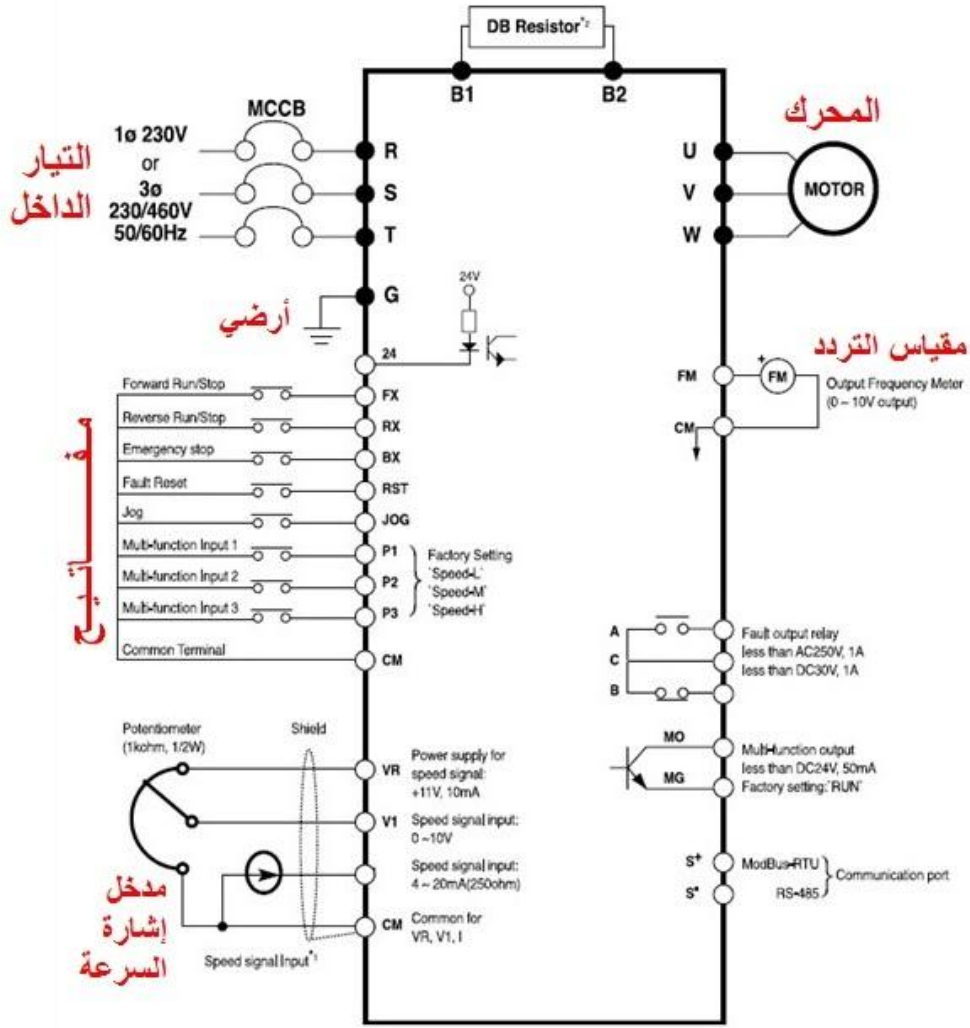 DB Resistor*2
B1
B2
MCCB
المحرك
1ø 230V
or
3ø
230/460V
50/60Hz
التيار
الداخل
R
S
T
G
U
V
W
MOTOR
أرضي
24V
24
مقياس التردد
FM
+
FM
Output Frequency Meter
(0 ~ 10V output)
CM
مفاتيح
Forward Run/Stop
FX
Reverse Run/Stop
RX
Emergency stop
BX
Fault Reset
RST
Jog
JOG
Multi-function Input 1
P1
Multi-function Input 2
P2
Multi-function Input 3
P3
Factory Setting
'Speed-L'
'Speed-M'
'Speed-H'
Common Terminal
CM
A
C
B
Fault output relay
less than AC250V, 1A
less than DC30V, 1A
Potentiometer
(1kohm, 1/2W)
Shield
VR
Power supply for
speed signal:
+11V, 10mA
V1
Speed signal input:
0 ~10V
Speed signal input:
4 ~ 20mA(250ohm)
CM
Common for
VR, V1, I
مدخل
إشارة
السرعة
Speed signal Input*1
MO
MG
Multi-function output
less than DC24V, 50mA
Factory setting:'RUN'
S+
S-
ModBus-RTU
RS-485
Communication port